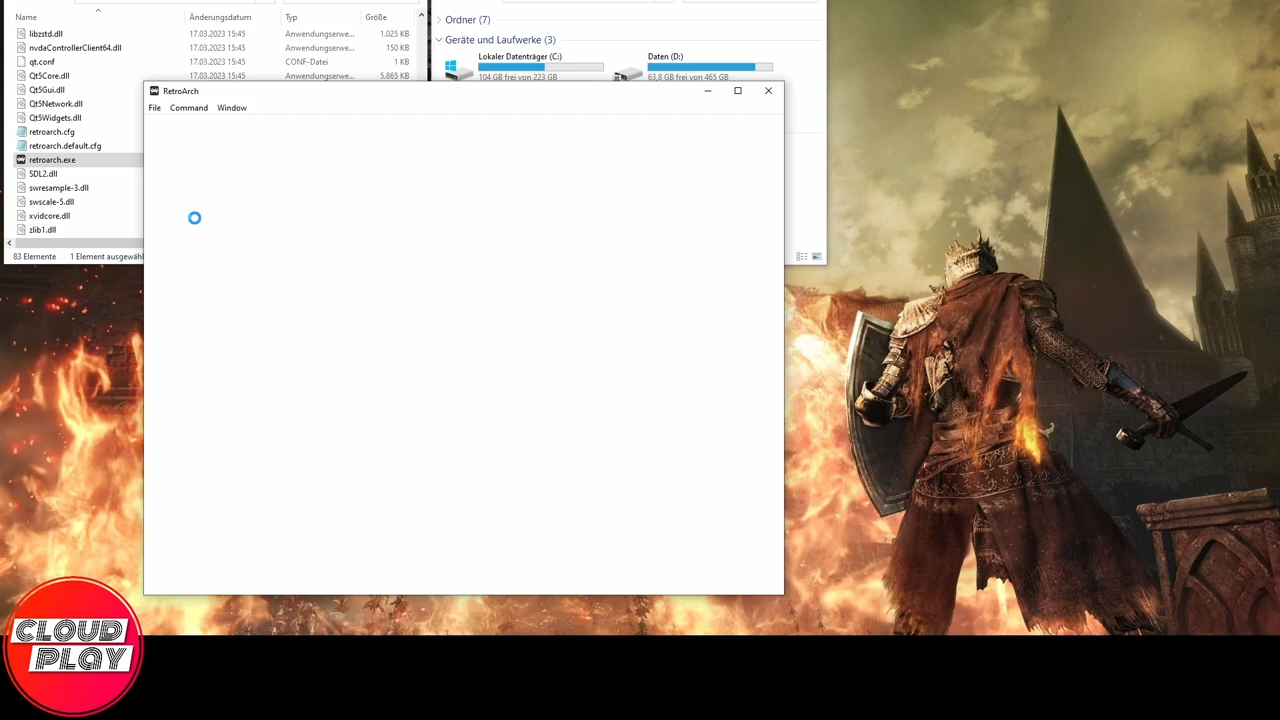 Name Änderungsdatum Typ Größe
libzstd.dll 17.03.2023 15:45 Anwendungserwe... 1.025 KB
nvdaControllerClient64.dll 17.03.2023 15:45 Anwendungserwe... 150 KB
qt.conf 17.03.2023 15:45 CONF-Datei 1 KB
Qt5Core.dll 17.03.2023 15:45 Anwendungserwe... 5.865 KB
Qt5Gui.dll
Qt5Network.dll
Qt5Widgets.dll
retroarch.cfg
retroarch.default.cfg
retroarch.exe
SDL2.dll
swresample-3.dll
swscale-5.dll
xvidcore.dll
zlib1.dll
83 Elemente 1 Element ausgewähl
Ordner (7)
Geräte und Laufwerke (3)
Lokaler Datenträger (C:)
104 GB frei von 223 GB
Daten (D:)
63,8 GB frei von 465 GB
RetroArch
File Command Window
CLOUD
PLAY